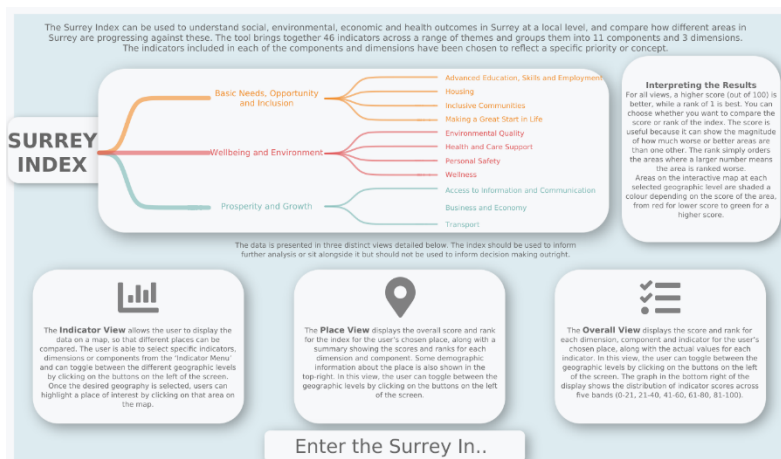 The Surrey Index can be used to understand social, environmental, economic and health outcomes in Surrey at a local level, and compare how different areas in
Surrey are progressing against these. The tool brings together 46 indicators across a range of themes and groups them into 11 components and 3 dimensions.
The indicators included in each of the components and dimensions have been chosen to reflect a specific priority or concept.
SURREY
INDEX
Basic Needs, Opportunity
and Inclusion
Advanced Education, Skills and Employment
Housing
Inclusive Communities
Making a Great Start in Life
Wellbeing and Environment
Environmental Quality
Health and Care Support
Personal Safety
Wellness
Prosperity and Growth
Access to Information and Communication
Business and Economy
Transport
Interpreting the Results
For all views, a higher score (out of 100) is
better, while a rank of 1 is best. You can
choose whether you want to compare the
score or rank of the index. The score is
useful because it can show the magnitude
of how much worse or better areas are
than one other. The rank simply orders
the areas where a larger number means
the area is ranked worse.
Areas on the interactive map at each
selected geographic level are shaded a
colour depending on the score of the area,
from red for lower score to green for a
higher score.
The data is presented in three distinct views detailed below. The index should be used to inform
further analysis or sit alongside it but should not be used to inform decision making outright.
The Indicator View allows the user to display
the data on a map, so that different places can be
compared. The user is able to select specific indicators,
dimensions or components from the 'Indicator Menu'
and can toggle between the different geographic levels
by clicking on the buttons on the left of the screen.
Once the desired geography is selected, users can
highlight a place of interest by clicking on that area on
the map.
The Place View displays the overall score and rank
for the index for the user's chosen place, along with a
summary showing the scores and ranks for each
dimension and component. Some demographic
information about the place is also shown in the
top-right. In this view, the user can toggle between the
geographic levels by clicking on the buttons on the left
of the screen.
The Overall View displays the score and rank for
each dimension, component and indicator for the user's
chosen place, along with the actual values for each
indicator. In this view, the user can toggle between the
geographic levels by clicking on the buttons on the left
of the screen. The graph in the bottom right of the
display shows the distribution of indicator scores across
five bands (0-21, 21-40, 41-60, 61-80, 81-100).
Enter the Surrey In..